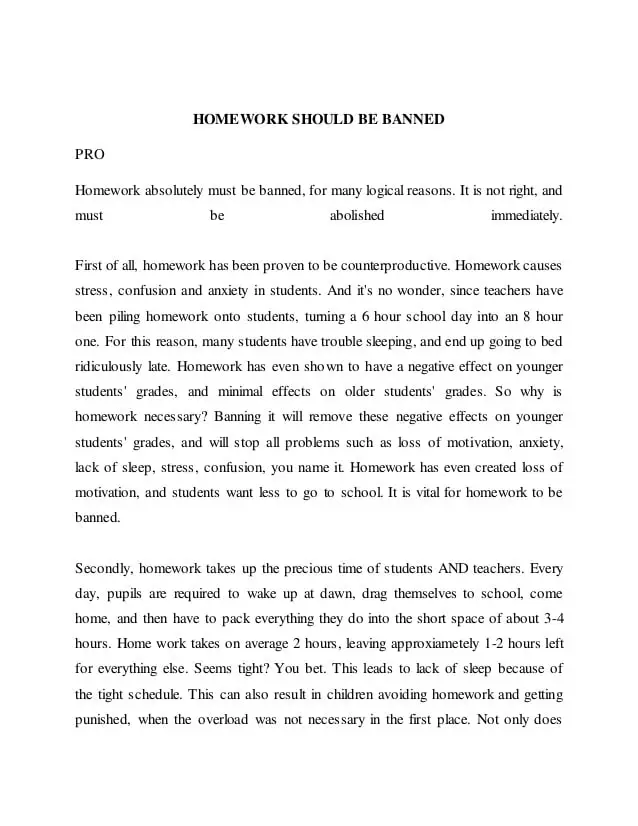 HOMEWORK SHOULD BE BANNED
PRO
Homework absolutely must be banned, for many logical reasons. It is not right, and
must be abolished immediately.
First of all, homework has been proven to be counterproductive. Homework causes
stress, confusion and anxiety in students. And it's no wonder, since teachers have
been piling homework onto students, turning a 6 hour school day into an 8 hour
one. For this reason, many students have trouble sleeping, and end up going to bed
ridiculously late. Homework has even shown to have a negative effect on younger
students' grades, and minimal effects on older students' grades. So why is
homework necessary? Banning it will remove these negative effects on younger
students' grades, and will stop all problems such as loss of motivation, anxiety,
lack of sleep, stress, confusion, you name it. Homework has even created loss of
motivation, and students want less to go to school. It is vital for homework to be
banned.
Secondly, homework takes up the precious time of students AND teachers. Every
day, pupils are required to wake up at dawn, drag themselves to school, come
home, and then have to pack everything they do into the short space of about 3-4
hours. Home work takes on average 2 hours, leaving approxiametely 1-2 hours left
for everything else. Seems tight? You bet. This leads to lack of sleep because of
the tight schedule. This can also result in children avoiding homework and getting
punished, when the overload was not necessary in the first place. Not only does